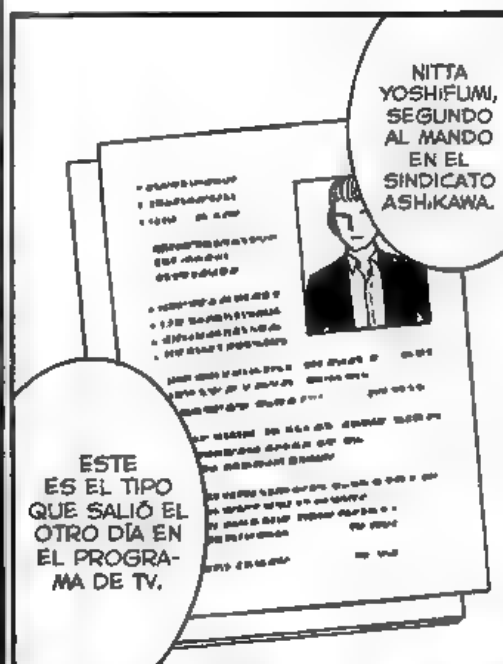 NITTA
YOSHIFUMI,
SEGUNDO
AL MANDO
EN EL
SINDICATO
ASHIKAWA.
ESTE
ES EL TIPO
QUE SALIÓ EL
OTRO DÍA EN
EL PROGRA-
MA DE TV.